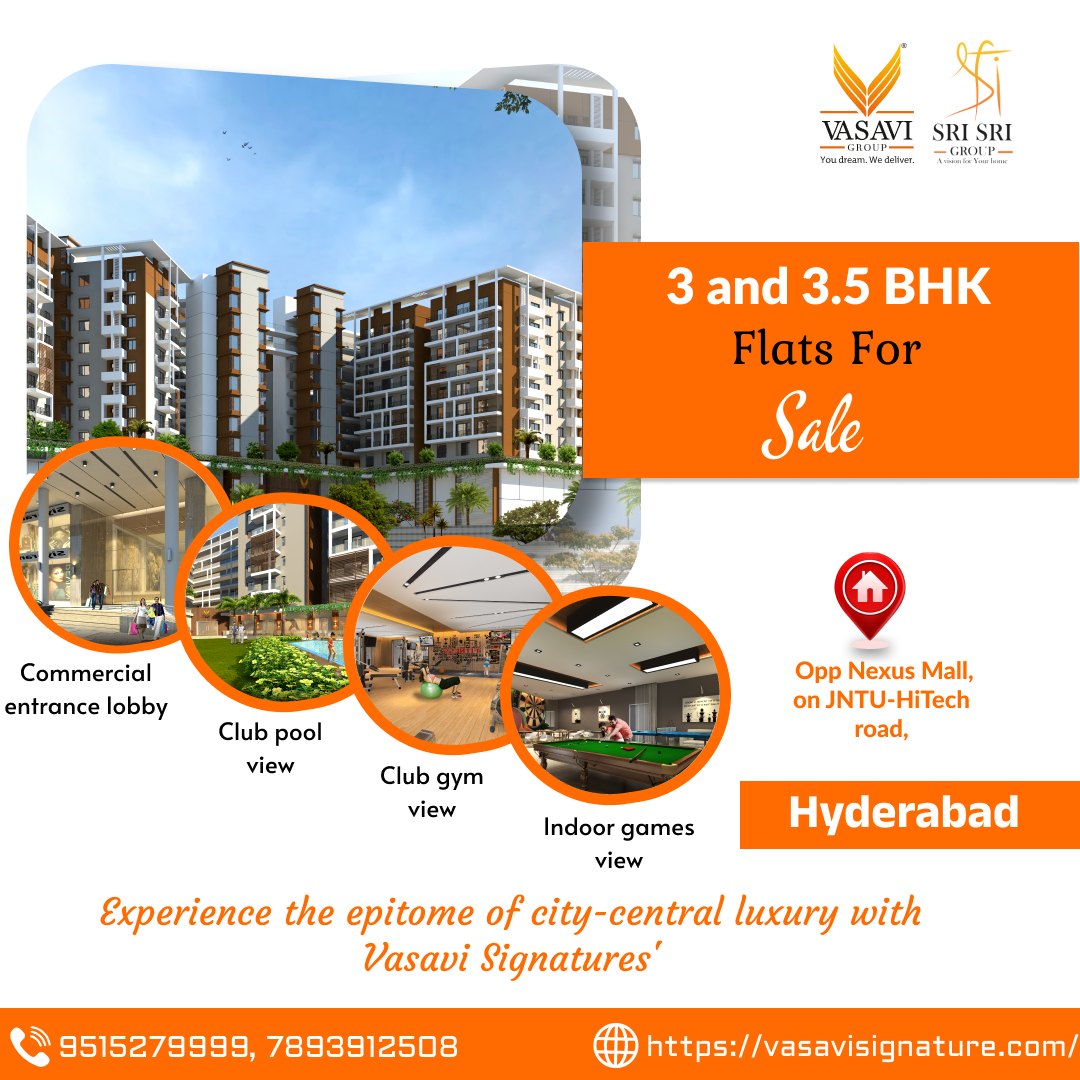 VASAVI
GROUP
You dream. We deliver.
SRI SRI
GROUP
A vision for Your home
3 and 3.5 BHK
Flats For
Sale
Commercial
entrance lobby
Club pool
view
Club gym
view
Indoor games
view
Opp Nexus Mall,
on JNTU-HiTech
road,
Hyderabad
Experience the epitome of city-central luxury with
Vasavi Signatures'
9515279999, 7893912508
https://vasavisignature.com/